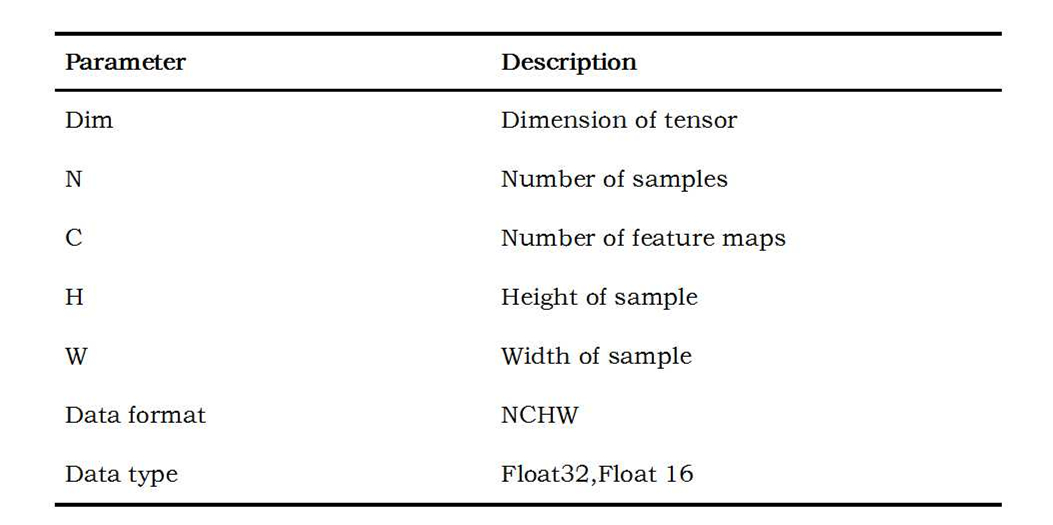 Parameter Description
Dim Dimension of tensor
N Number of samples
C Number of feature maps
H Height of sample
W Width of sample
Data format NCHW
Data type Float32,Float 16